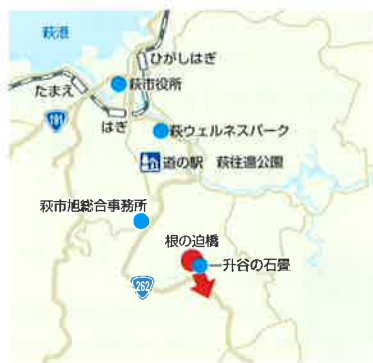 萩港
ひがしはぎ
萩市役所
たまえ
191
はぎ
萩ウェルネスパーク
道の駅 萩往還公園
萩市旭総合事務所
根の迫橋
一升谷の石畳
262